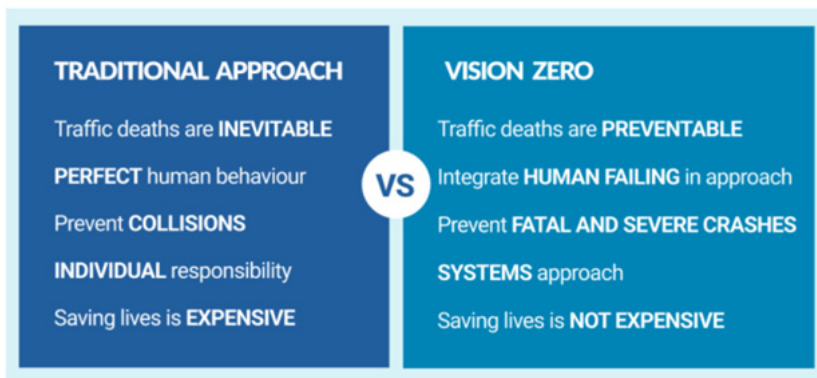 TRADITIONAL APPROACH
Traffic deaths are INEVITABLE
PERFECT human behaviour
Prevent COLLISIONS
INDIVIDUAL responsibility
Saving lives is EXPENSIVE
VS
VISION ZERO
Traffic deaths are PREVENTABLE
Integrate HUMAN FAILING in approach
Prevent FATAL AND SEVERE CRASHES
SYSTEMS approach
Saving lives is NOT EXPENSIVE